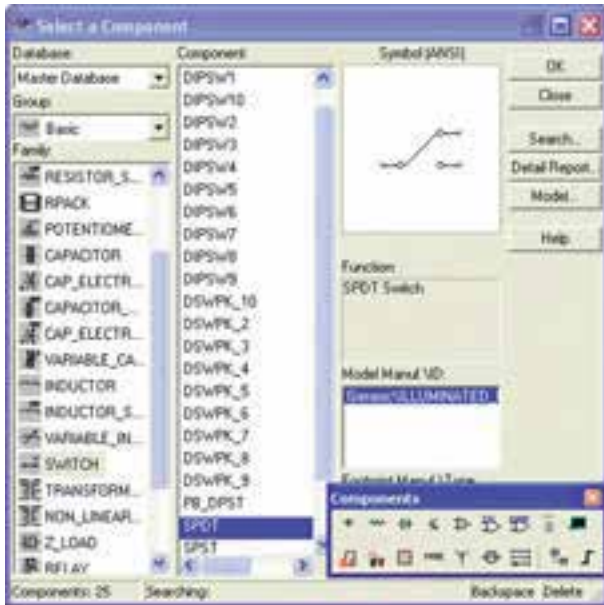 Select a Component
Database:
Master Database
Group:
Basic
Family:
RESISTOR_S...
RPACK
POTENTIOME...
CAPACITOR
CAP_ELECTR...
CAPACITOR_...
CAP_ELECTR...
VARIABLE_CA...
INDUCTOR
INDUCTOR_S...
VARIABLE_IN...
SWITCH
TRANSFORM...
NON_LINEAR...
Z_LOAD
RELAY
Component:
DIPSW1
DIPSW10
DIPSW2
DIPSW3
DIPSW4
DIPSW5
DIPSW6
DIPSW7
DIPSW8
DIPSW9
DSWPK_10
DSWPK_2
DSWPK_3
DSWPK_4
DSWPK_5
DSWPK_6
DSWPK_7
DSWPK_8
DSWPK_9
PB_DPST
SPDT
SPST
Symbol (ANSI)
Function:
SPDT Switch
Model Manuf.\ID:
Generic\ILLUMINATED
Footprint Manuf.\Type
OK
Close
Search...
Detail Report...
Model...
Help
Components
Components: 25
Searching:
Backspace Delete